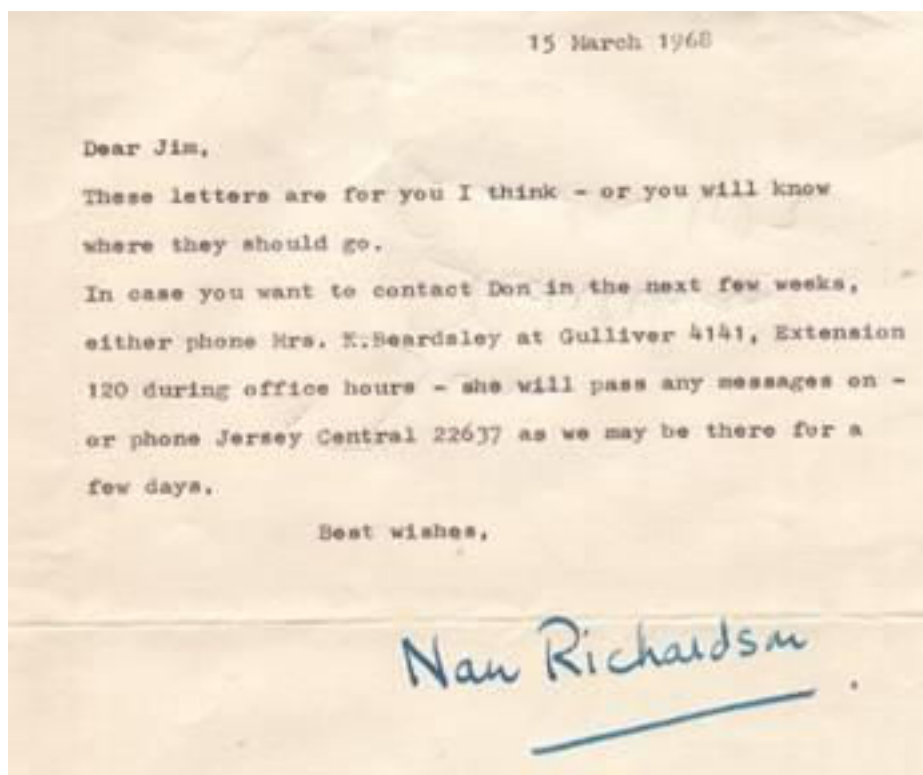 15 March 1968
Dear Jim,
These letters are for you I think - or you will know
where they should go.
In case you want to contact Don in the next few weeks,
either phone Mrs. K.Beardsley at Gulliver 4141, Extension
120 during office hours - she will pass any messages on -
or phone Jersey Central 22637 as we may be there for a
few days.
Best wishes,
Nan Richardson